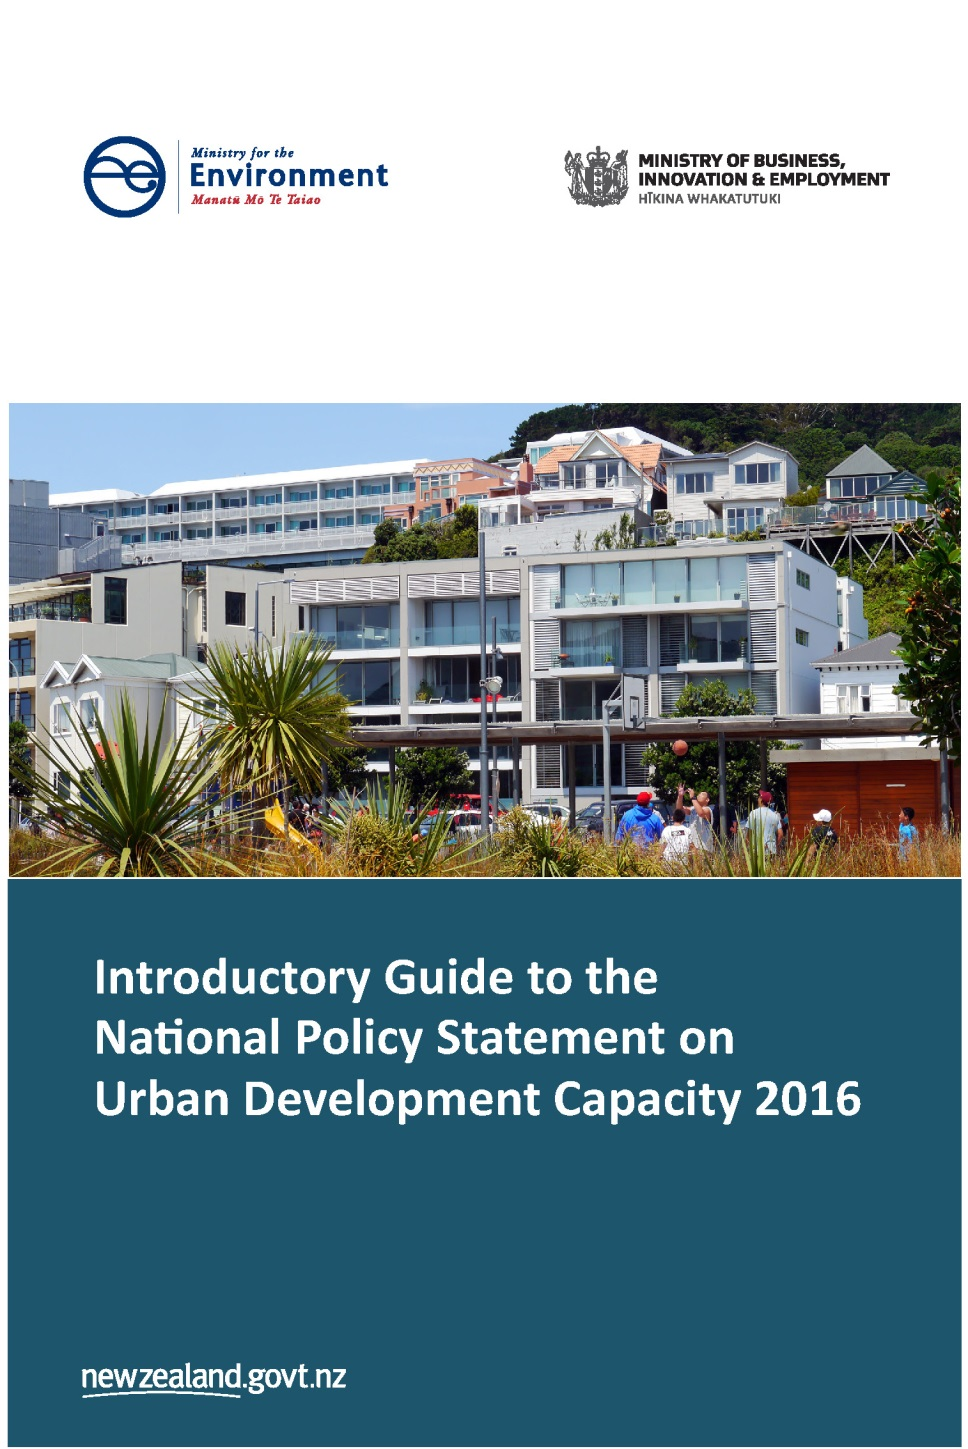 Ministry for the
Environment
Manatū Mō Te Taiao
MINISTRY OF BUSINESS,
INNOVATION & EMPLOYMENT
HĪKINA WHAKATUTUKI
Introductory Guide to the
National Policy Statement on
Urban Development Capacity 2016
newzealand.govt.nz